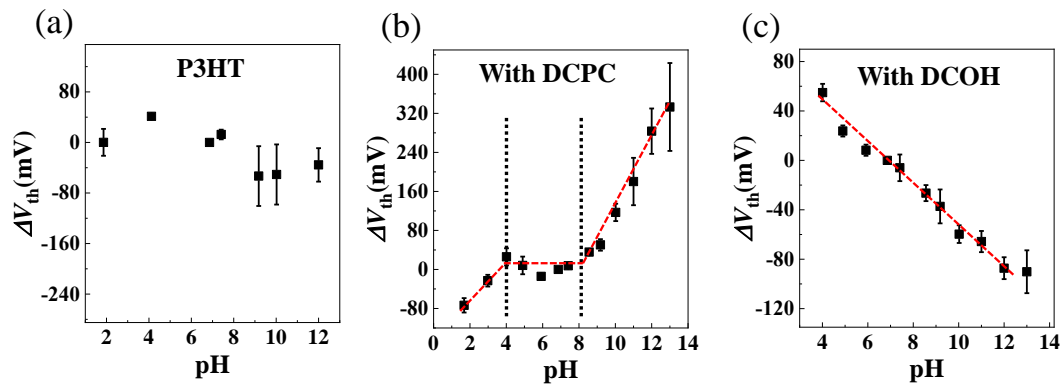 (a)
P3HT
80
0
-80
-160
-240
ΔVth(mV)
2 4 6 8 10 12
pH
(b)
With DCPC
400
320
240
160
80
0
-80
ΔVth(mV)
0 2 4 6 8 10 12 14
pH
(c)
With DCOH
80
40
0
-40
-80
-120
ΔVth(mV)
4 6 8 10 12 14
pH